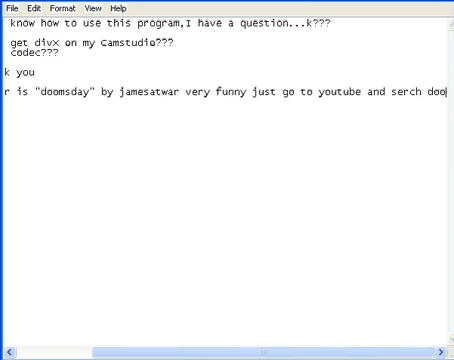 File Edit Format View Help
know how to use this program,I have a question...k???
get divX on my Camstudio???
codec???
k you
r is "doomsday" by jamesatwar very funny just go to youtube and serch doo